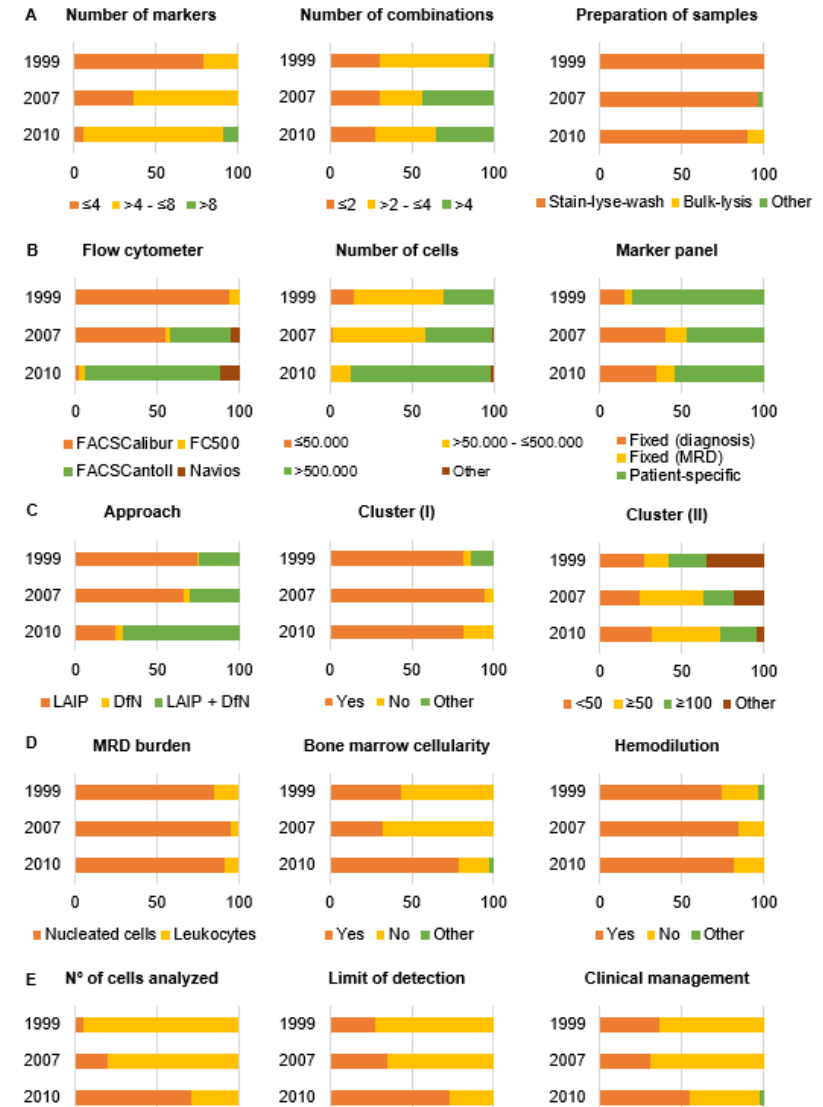 A Number of markers Number of combinations Preparation of samples
1999 1999 1999
2007 2007 2007
2010 2010 2010
0 50 100 0 50 100 0 50 100
≤4 >4 - ≤8 >8 ≤2 >2 - ≤4 >4 Stain-lyse-wash Bulk-lysis Other
B Flow cytometer Number of cells Marker panel
1999 1999 1999
2007 2007 2007
2010 2010 2010
0 50 100 0 50 100 0 50 100
FACSCalibur FC500 ≤50.000 >50.000 - ≤500.000 Fixed (diagnosis)
Fixed (MRD)
FACSCantoII Navios >500.000 Other Patient-specific
C Approach Cluster (I) Cluster (II)
1999 1999 1999
2007 2007 2007
2010 2010 2010
0 50 100 0 50 100 0 50 100
LAIP DfN LAIP + DfN Yes No Other <50 ≥50 ≥100 Other
D MRD burden Bone marrow cellularity Hemodilution
1999 1999 1999
2007 2007 2007
2010 2010 2010
0 50 100 0 50 100 0 50 100
Nucleated cells Leukocytes Yes No Other Yes No Other
E Nº of cells analyzed Limit of detection Clinical management
1999 1999 1999
2007 2007 2007
2010 2010 2010